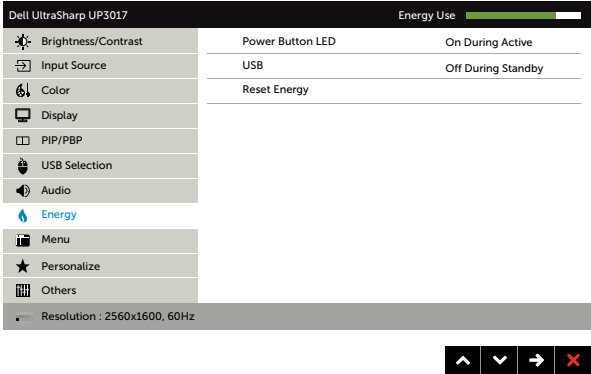 Dell UltraSharp UP3017 Energy Use
Brightness/Contrast Power Button LED On During Active
Input Source USB Off During Standby
Color Reset Energy
Display
PIP/PBP
USB Selection
Audio
Energy
Menu
Personalize
Others
Resolution : 2560x1600, 60Hz